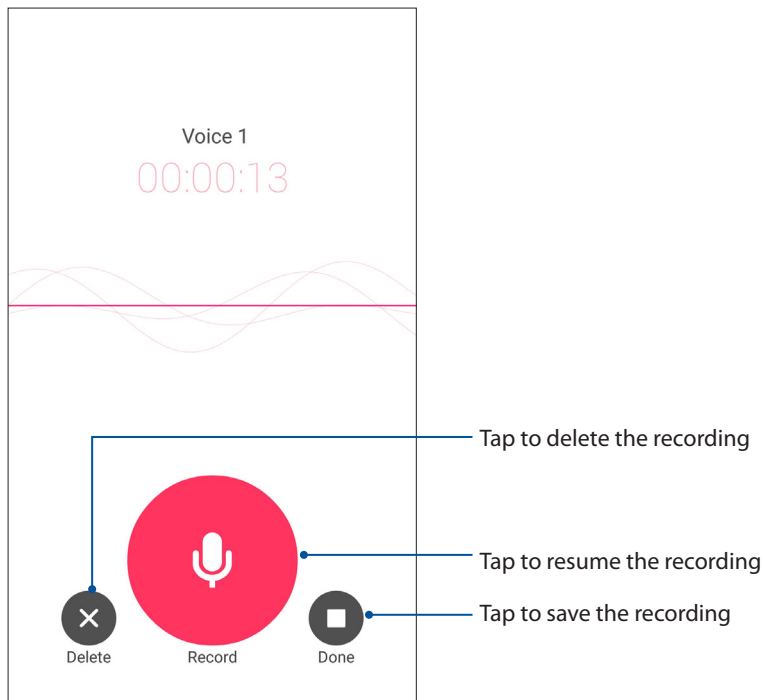 Voice 1
00:00:13
Tap to delete the recording
Tap to resume the recording
Tap to save the recording
Delete
Record
Done